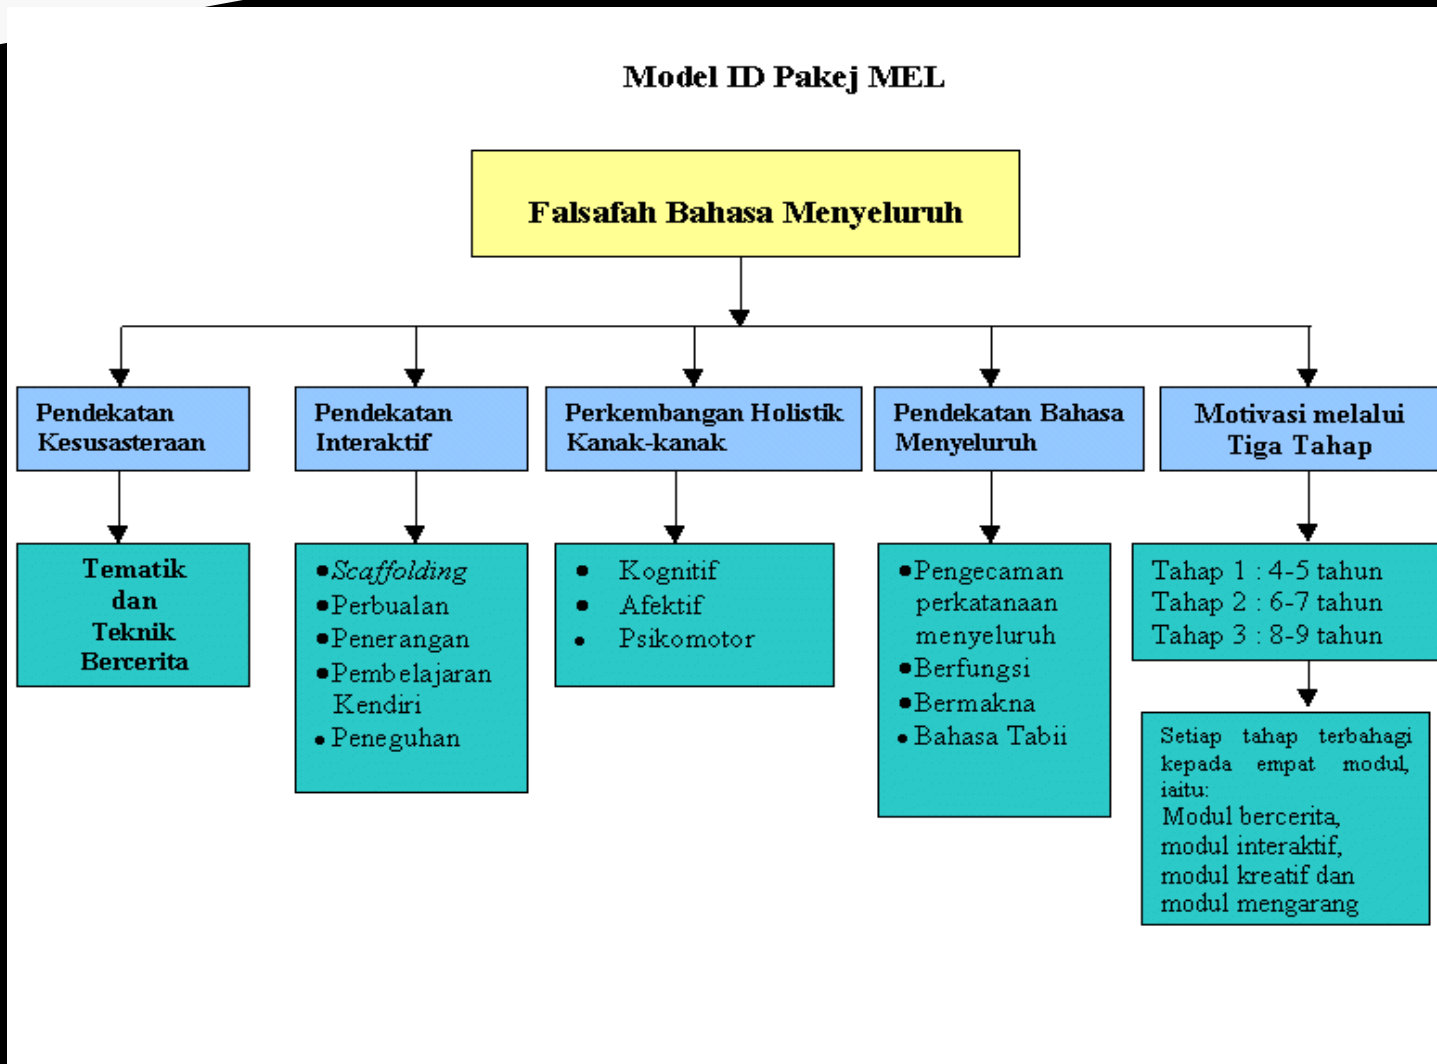 Model ID Pakej MEL
Falsafah Bahasa Menyeluruh
Pendekatan
Kesusasteraan
Pendekatan
Interaktif
Perkembangan Holistik
Kanak-kanak
Pendekatan Bahasa
Menyeluruh
Motivasi melalui
Tiga Tahap
Tematik
dan
Teknik
Bercerita
•Scaffolding
•Perbualan
•Penerangan
•Pembelajaran
Kendiri
•Peneguhan
• Kognitif
• Afektif
• Psikomotor
•Pengecaman
perkatanaan
menyeluruh
•Berfungsi
•Bermakna
•Bahasa Tabii
Tahap 1 : 4-5 tahun
Tahap 2 : 6-7 tahun
Tahap 3 : 8-9 tahun
Setiap tahap terbahagi
kepada empat modul,
iaitu:
Modul bercerita,
modul interaktif,
modul kreatif dan
modul mengarang